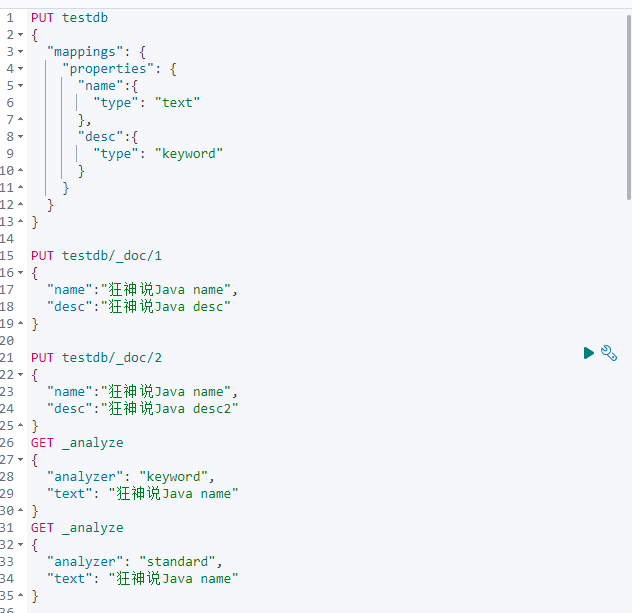 1 PUT testdb
2 {
3 "mappings": {
4 "properties": {
5 "name":{
6 "type": "text"
7 },
8 "desc":{
9 "type": "keyword"
10 }
11 }
12 }
13 }
14
15 PUT testdb/_doc/1
16 {
17 "name":"狂神说Java name",
18 "desc":"狂神说Java desc"
19 }
20
21 PUT testdb/_doc/2
22 {
23 "name":"狂神说Java name",
24 "desc":"狂神说Java desc2"
25 }
26 GET _analyze
27 {
28 "analyzer": "keyword",
29 "text": "狂神说Java name"
30 }
31 GET _analyze
32 {
33 "analyzer": "standard",
34 "text": "狂神说Java name"
35 }
36